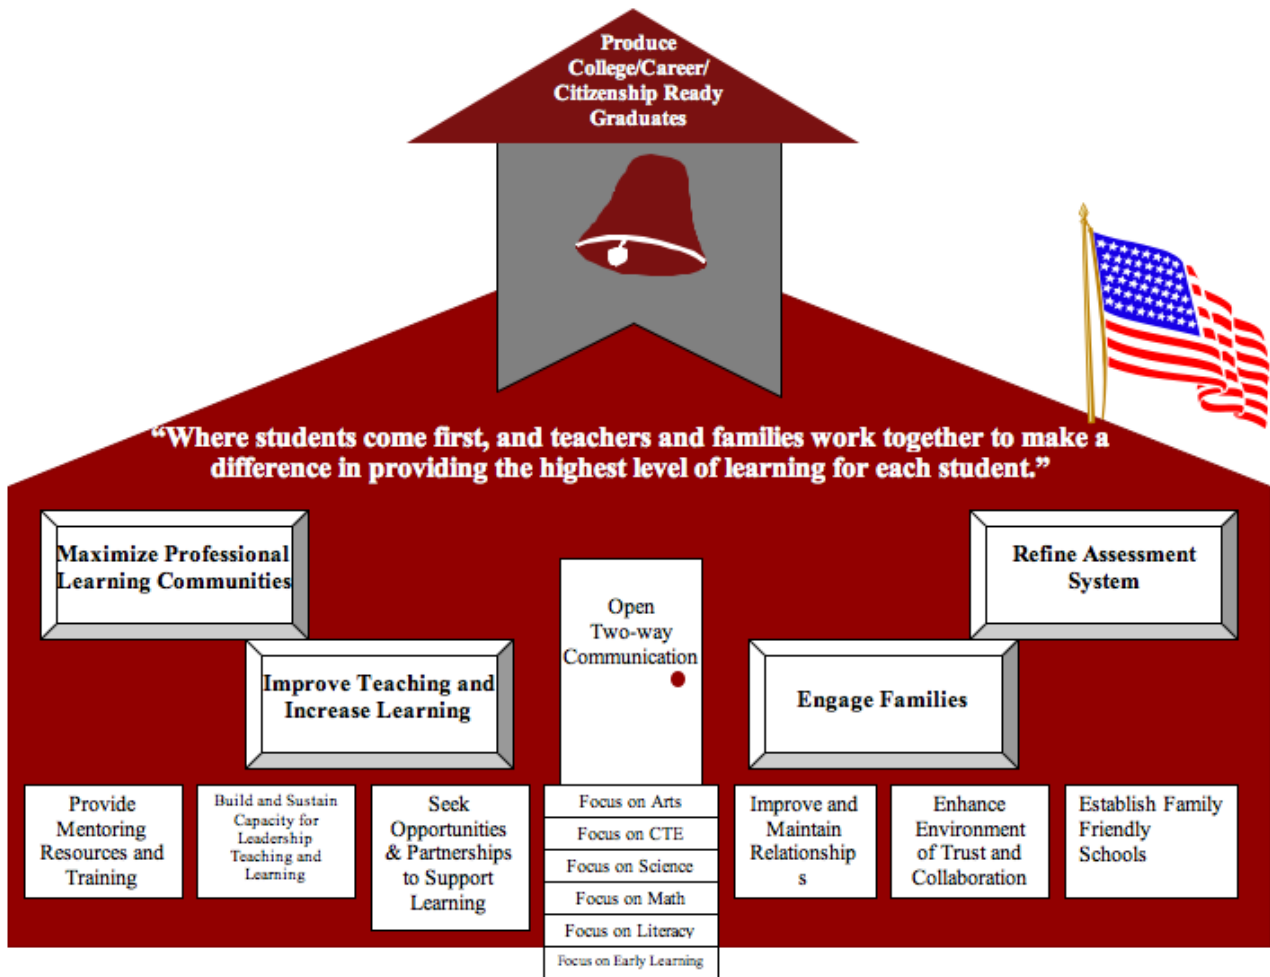 Produce
College/Career/
Citizenship Ready
Graduates
“Where students come first, and teachers and families work together to make a
difference in providing the highest level of learning for each student.”
Maximize Professional
Learning Communities
Refine Assessment
System
Open
Two-way
Communication
Improve Teaching and
Increase Learning
Engage Families
Provide
Mentoring
Resources and
Training
Build and Sustain
Capacity for
Leadership
Teaching and
Learning
Seek
Opportunities
& Partnerships
to Support
Learning
Focus on Arts
Focus on CTE
Focus on Science
Focus on Math
Focus on Literacy
Focus on Early Learning
Improve and
Maintain
Relationship
s
Enhance
Environment
of Trust and
Collaboration
Establish Family
Friendly
Schools